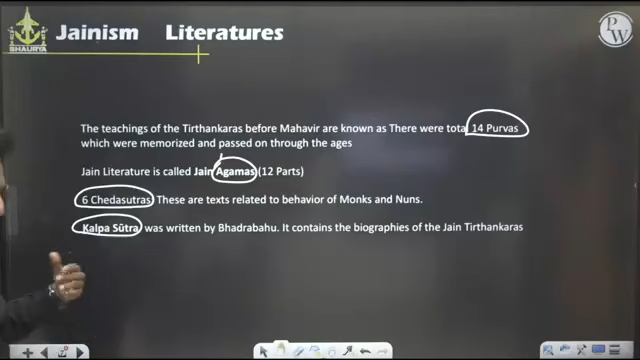 SHAURYA
Jainism Literatures
PW
The teachings of the Tirthankaras before Mahavir are known as There were tota 14 Purvas
which were memorized and passed on through the ages
Jain Literature is called Jain Agamas (12 Parts)
6 Chedasutras These are texts related to behavior of Monks and Nuns.
Kalpa Sūtra was written by Bhadrabahu. It contains the biographies of the Jain Tirthankaras